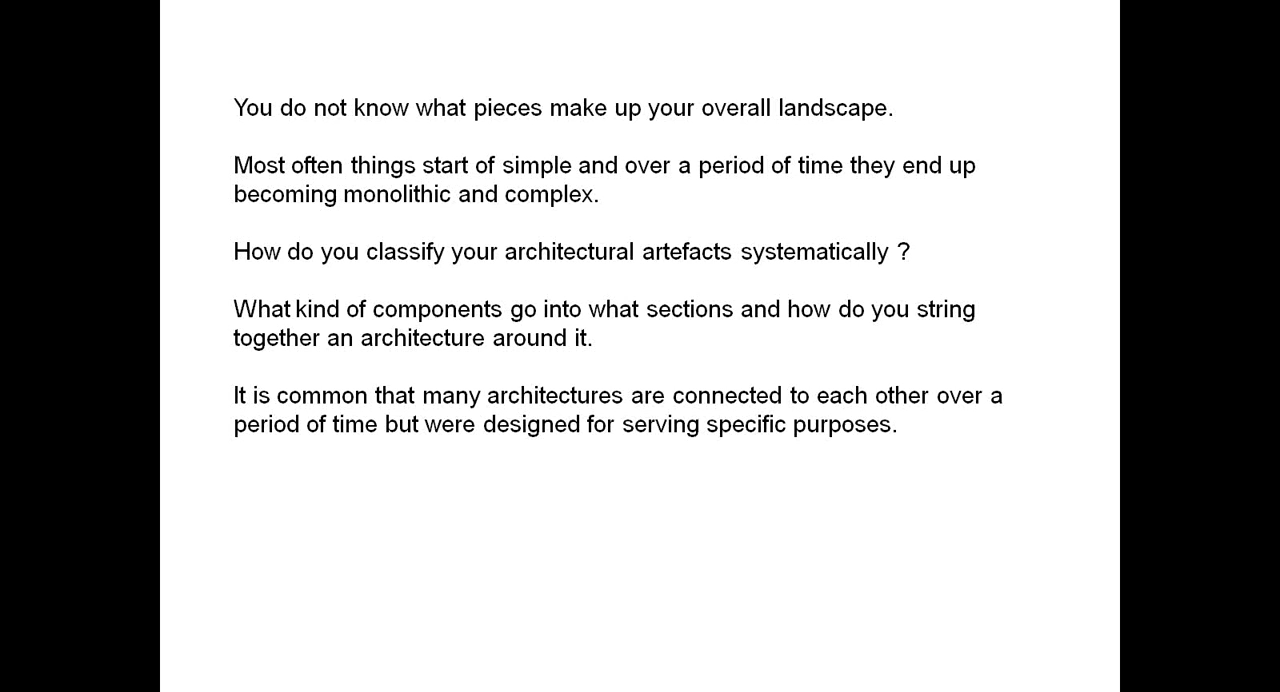 You do not know what pieces make up your overall landscape.
Most often things start of simple and over a period of time they end up
becoming monolithic and complex.
How do you classify your architectural artefacts systematically ?
What kind of components go into what sections and how do you string
together an architecture around it.
It is common that many architectures are connected to each other over a
period of time but were designed for serving specific purposes.